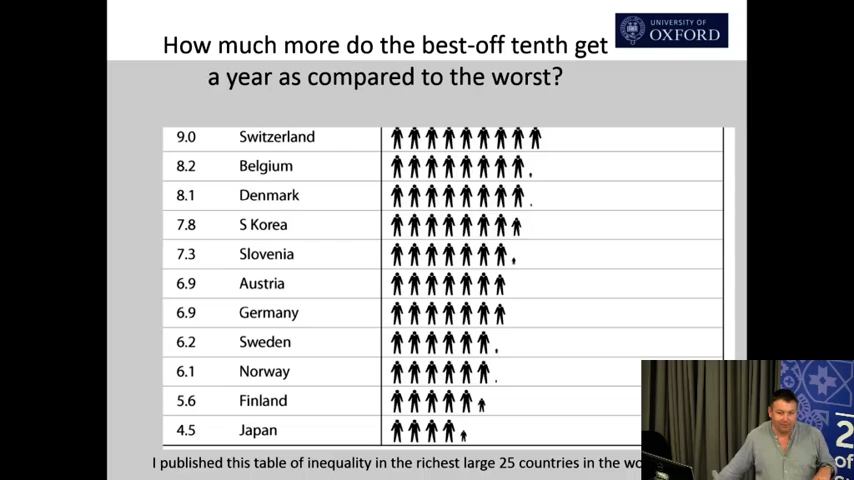 How much more do the best-off tenth get
a year as compared to the worst?
UNIVERSITY OF
OXFORD
9.0 Switzerland
8.2 Belgium
8.1 Denmark
7.8 S Korea
7.3 Slovenia
6.9 Austria
6.9 Germany
6.2 Sweden
6.1 Norway
5.6 Finland
4.5 Japan
I published this table of inequality in the richest large 25 countries in the wo
2
of